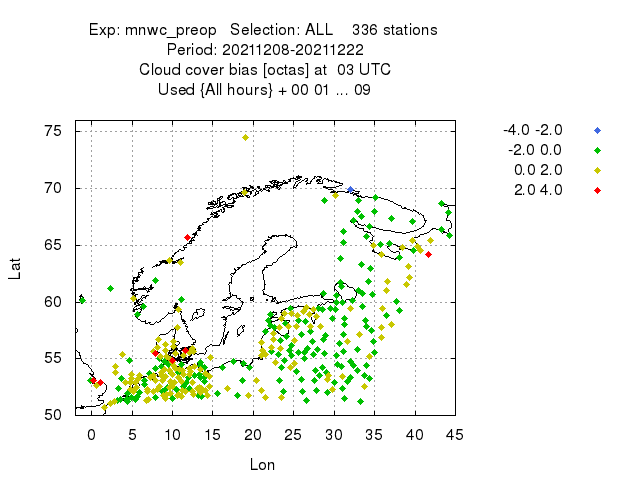 Exp: mnwc_preop Selection: ALL 336 stations
Period: 20211208-20211222
Cloud cover bias [octas] at 03 UTC
Used {All hours} + 00 01 ... 09
-4.0 -2.0
-2.0 0.0
0.0 2.0
2.0 4.0
75
70
65
60
55
50
Lat
0 5 10 15 20 25 30 35 40 45
Lon